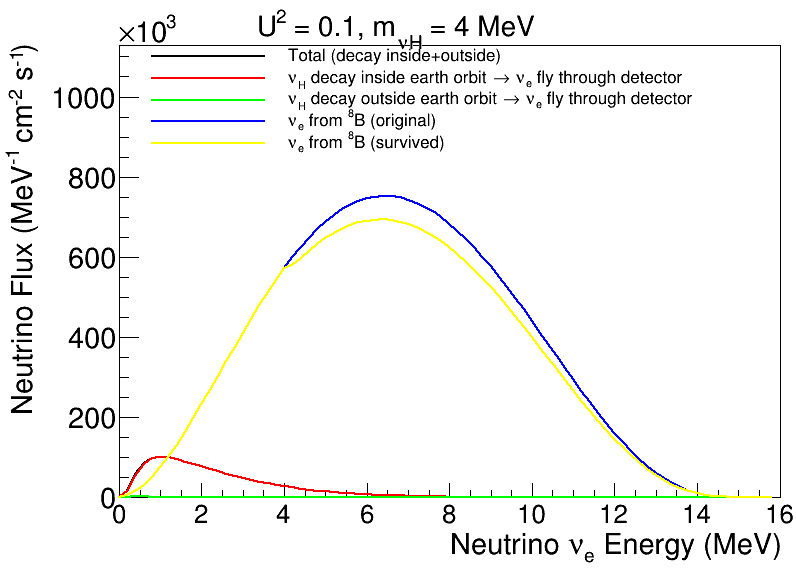 U² = 0.1, m_νH = 4 MeV
×10³
Total (decay inside+outside)
ν_H decay inside earth orbit → ν_e fly through detector
ν_H decay outside earth orbit → ν_e fly through detector
ν_e from ⁸B (original)
ν_e from ⁸B (survived)
1000
800
600
400
200
0
0 2 4 6 8 10 12 14 16
Neutrino ν_e Energy (MeV)
Neutrino Flux (MeV⁻¹ cm⁻² s⁻¹)